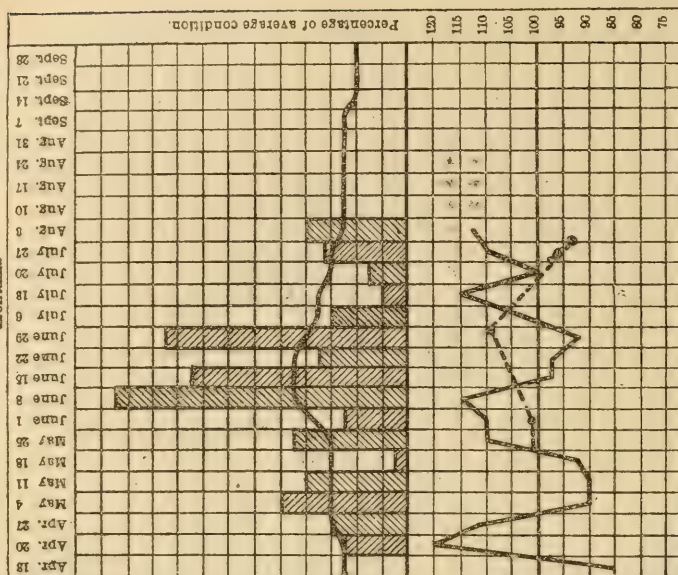 Percentage of average condition.
120
115
110
105
100
95
90
85
80
75
Apr. 13
Apr. 20
Apr. 27
May 4
May 11
May 18
May 25
June 1
June 8
June 15
June 22
June 29
July 6
July 13
July 20
July 27
Aug. 3
Aug. 10
Aug. 17
Aug. 24
Aug. 31
Sept. 7
Sept. 14
Sept. 21
Sept. 28